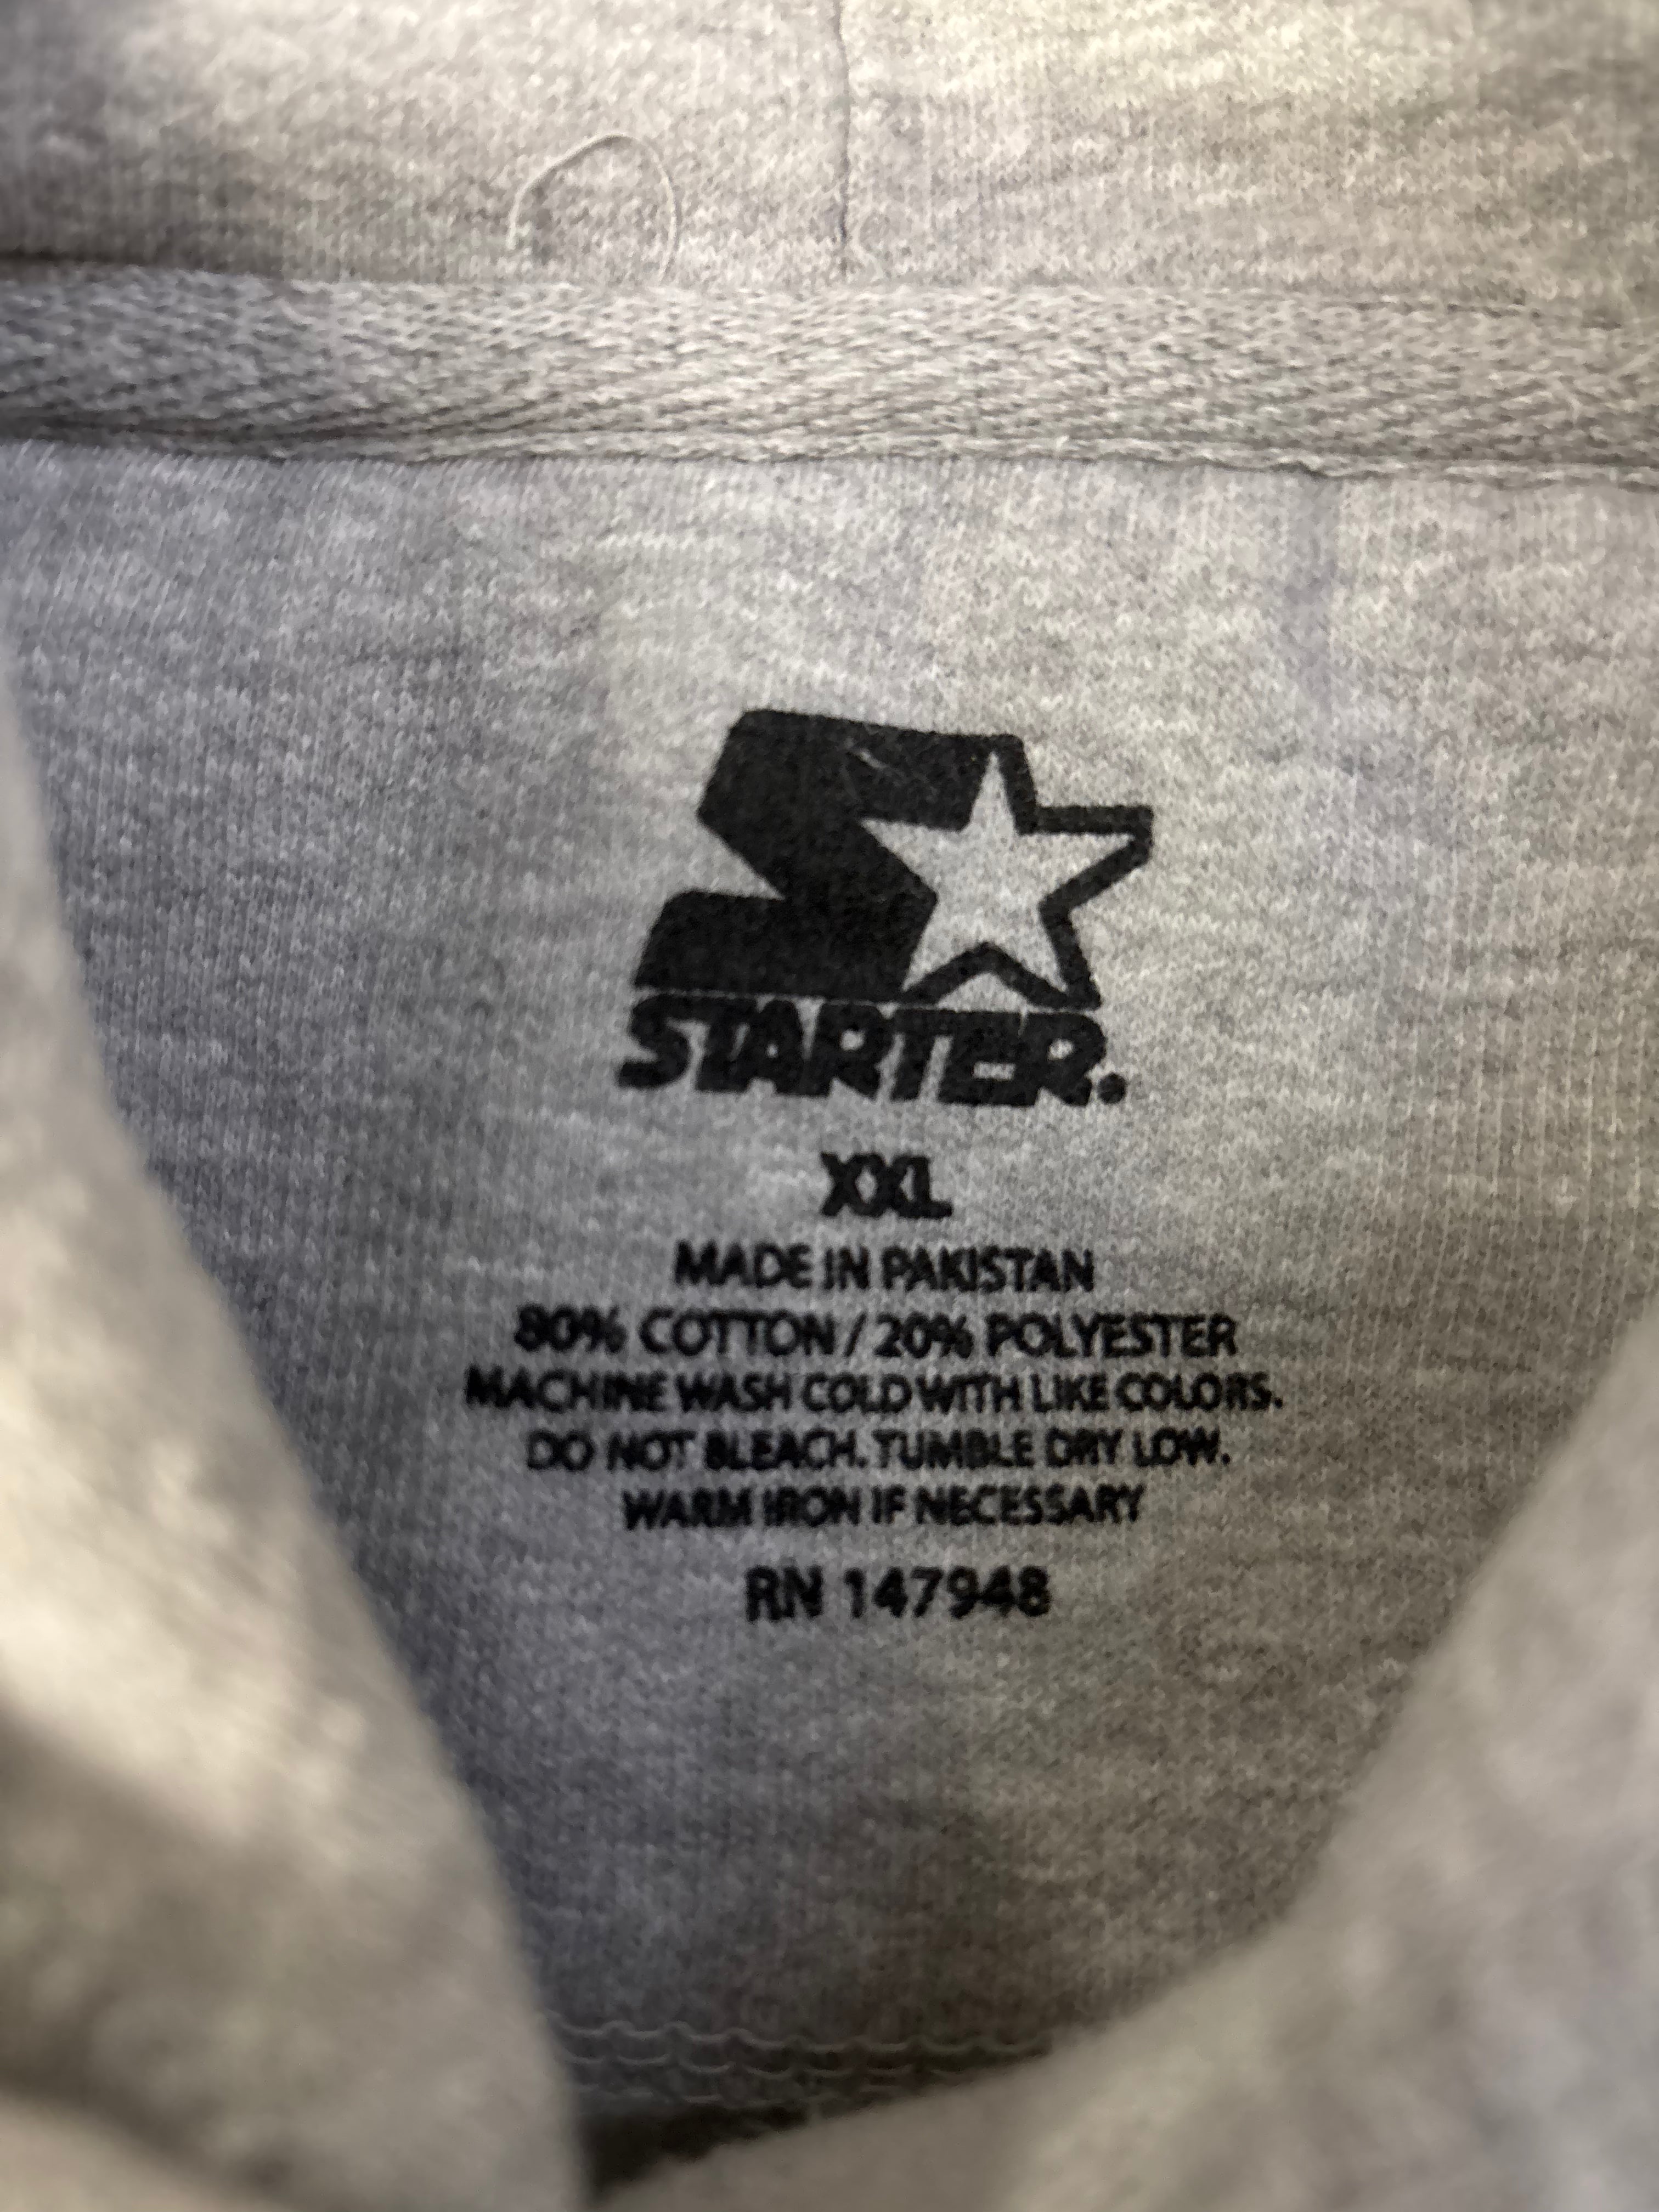 STARTER.
XXL
MADE IN PAKISTAN
80% COTTON / 20% POLYESTER
MACHINE WASH COLD WITH LIKE COLORS.
DO NOT BLEACH. TUMBLE DRY LOW.
WARM IRON IF NECESSARY
RN 147948